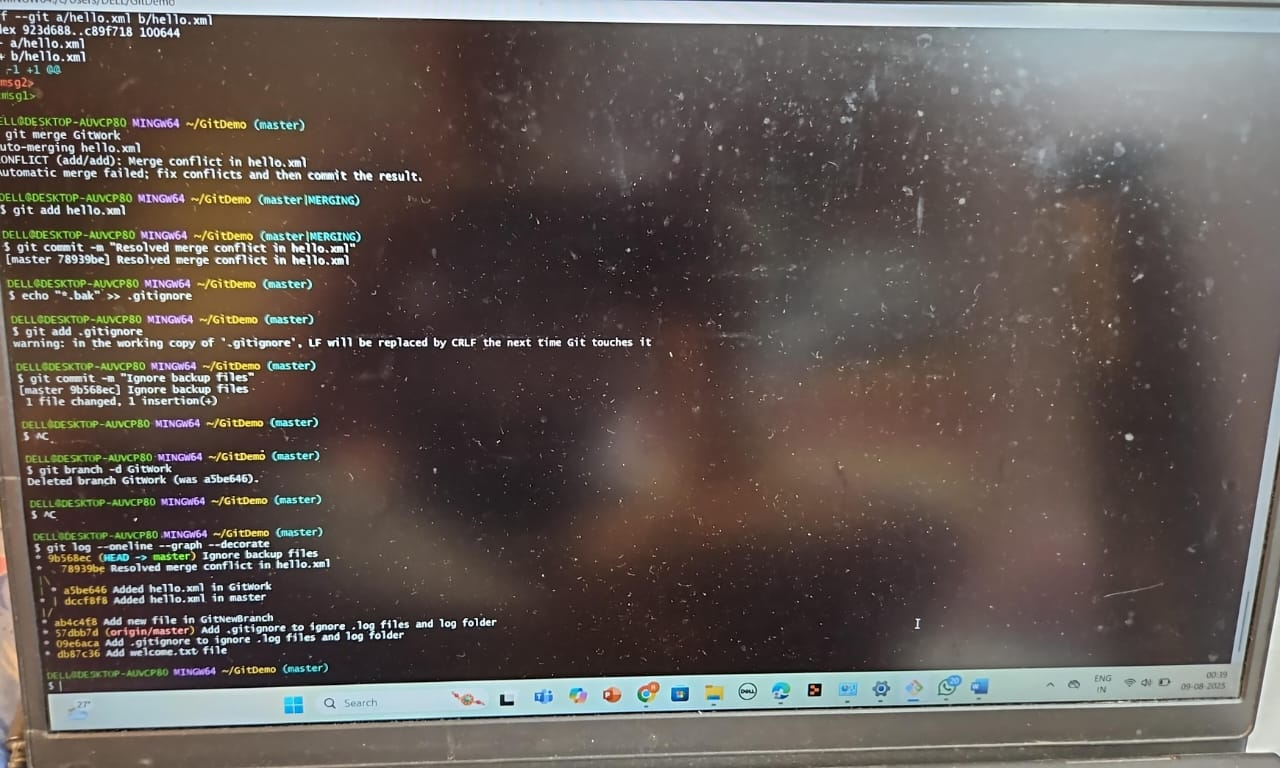 MINGW64:/c/Users/DELL/GitDemo
f --git a/hello.xml b/hello.xml
dex 923d688..c89f718 100644
- a/hello.xml
+ b/hello.xml
-1 +1 @@
msg2>
msg1>
ELL@DESKTOP-AUVCP80 MINGW64 ~/GitDemo (master)
git merge GitWork
uto-merging hello.xml
ONFLICT (add/add): Merge conflict in hello.xml
utomatic merge failed; fix conflicts and then commit the result.
DELL@DESKTOP-AUVCP80 MINGW64 ~/GitDemo (master|MERGING)
$ git add hello.xml
DELL@DESKTOP-AUVCP80 MINGW64 ~/GitDemo (master|MERGING)
$ git commit -m "Resolved merge conflict in hello.xml"
[master 78939be] Resolved merge conflict in hello.xml
DELL@DESKTOP-AUVCP80 MINGW64 ~/GitDemo (master)
$ echo "*.bak" >> .gitignore
DELL@DESKTOP-AUVCP80 MINGW64 ~/GitDemo (master)
$ git add .gitignore
warning: in the working copy of '.gitignore', LF will be replaced by CRLF the next time Git touches it
DELL@DESKTOP-AUVCP80 MINGW64 ~/GitDemo (master)
$ git commit -m "Ignore backup files"
[master 9b568ec] Ignore backup files
1 file changed, 1 insertion(+)
DELL@DESKTOP-AUVCP80 MINGW64 ~/GitDemo (master)
$ ^C
DELL@DESKTOP-AUVCP80 MINGW64 ~/GitDemo (master)
$ git branch -d GitWork
Deleted branch GitWork (was a5be646).
DELL@DESKTOP-AUVCP80 MINGW64 ~/GitDemo (master)
$ ^C
DELL@DESKTOP-AUVCP80 MINGW64 ~/GitDemo (master)
$ git log --oneline --graph --decorate
* 9b568ec (HEAD -> master) Ignore backup files
* 78939be Resolved merge conflict in hello.xml
|\
| * a5be646 Added hello.xml in GitWork
* | dccf8f8 Added hello.xml in master
|/
* ab4c4f8 Add new file in GitNewBranch
* 57dbb7d (origin/master) Add .gitignore to ignore .log files and log folder
* 09e6aca Add .gitignore to ignore .log files and log folder
* db87c36 Add welcome.txt file
DELL@DESKTOP-AUVCP80 MINGW64 ~/GitDemo (master)
$
27°
Search
DELL
20
ENG
IN
00:39
09-08-2025